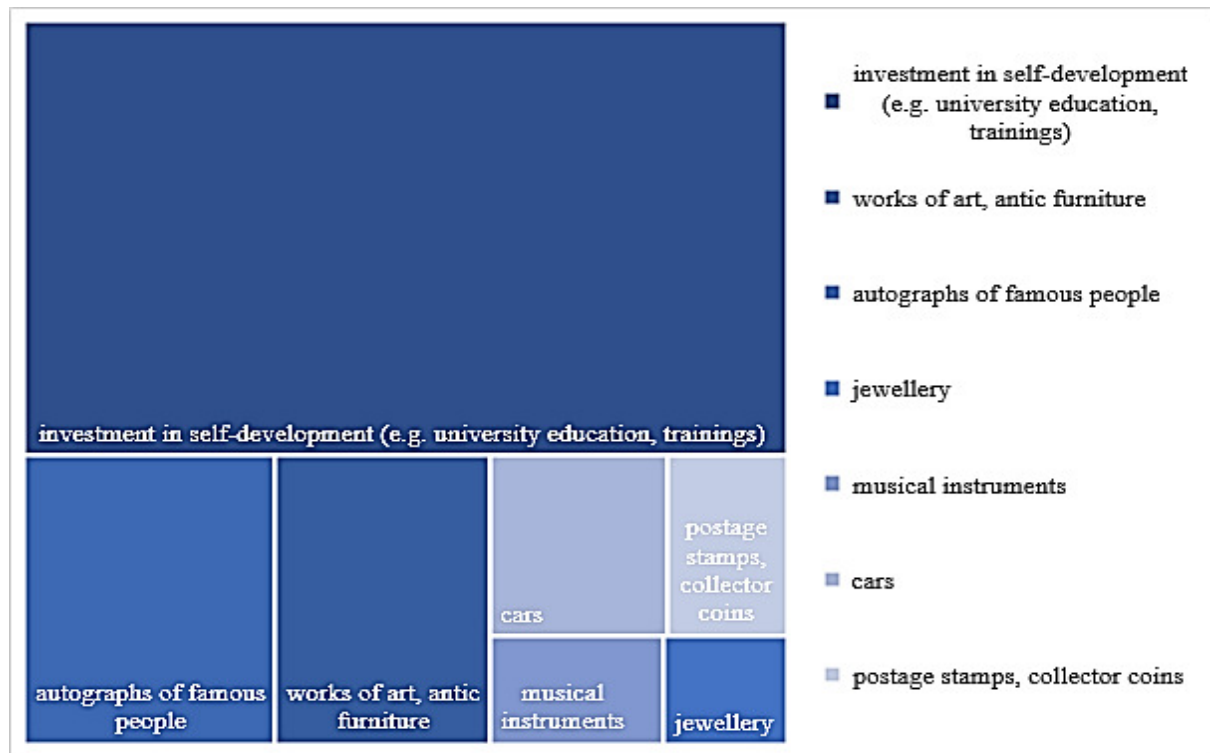 investment in self-development (e.g. university education, trainings)
autographs of famous
people
works of art, antic
furniture
cars
postage
stamps,
collector
coins
musical
instruments
jewellery
investment in self-development
(e.g. university education,
trainings)
works of art, antic furniture
autographs of famous people
jewellery
musical instruments
cars
postage stamps, collector coins